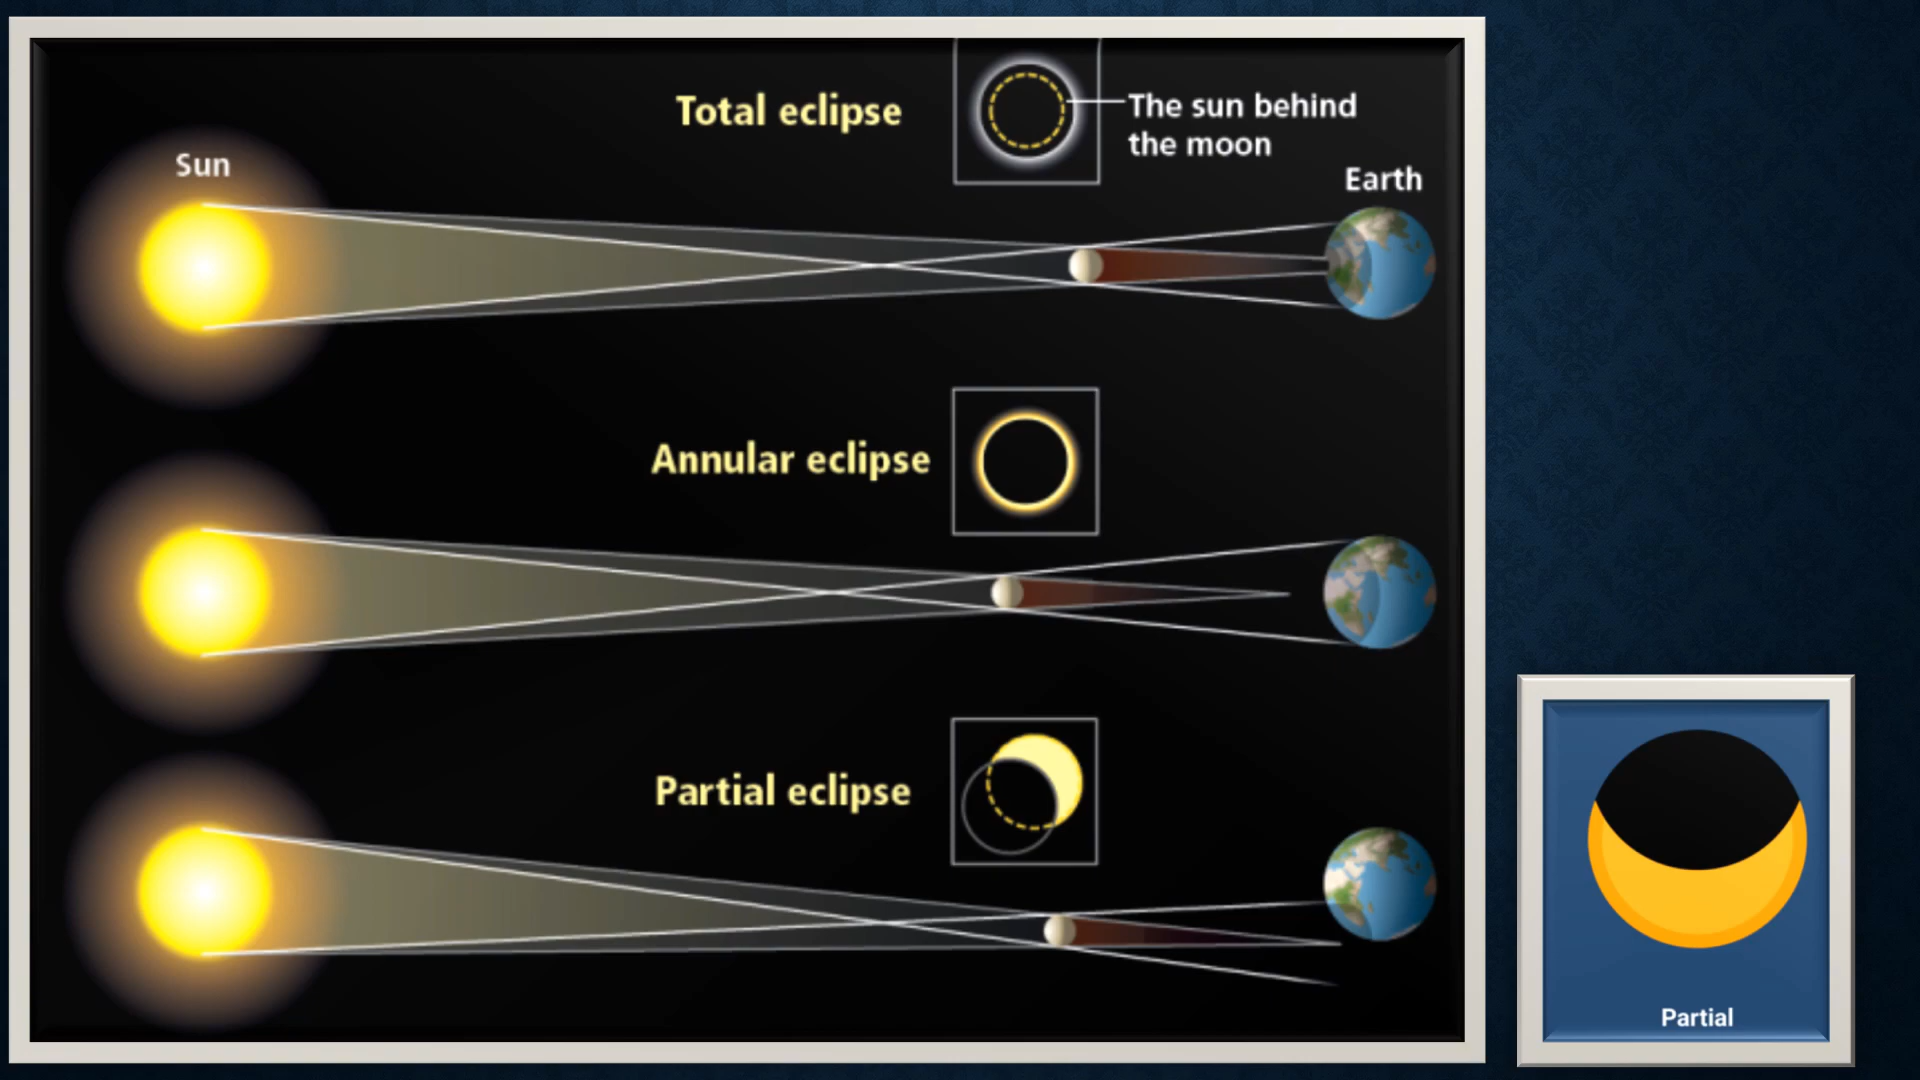 Total eclipse
The sun behind
the moon
Sun
Earth
Annular eclipse
Partial eclipse
Partial